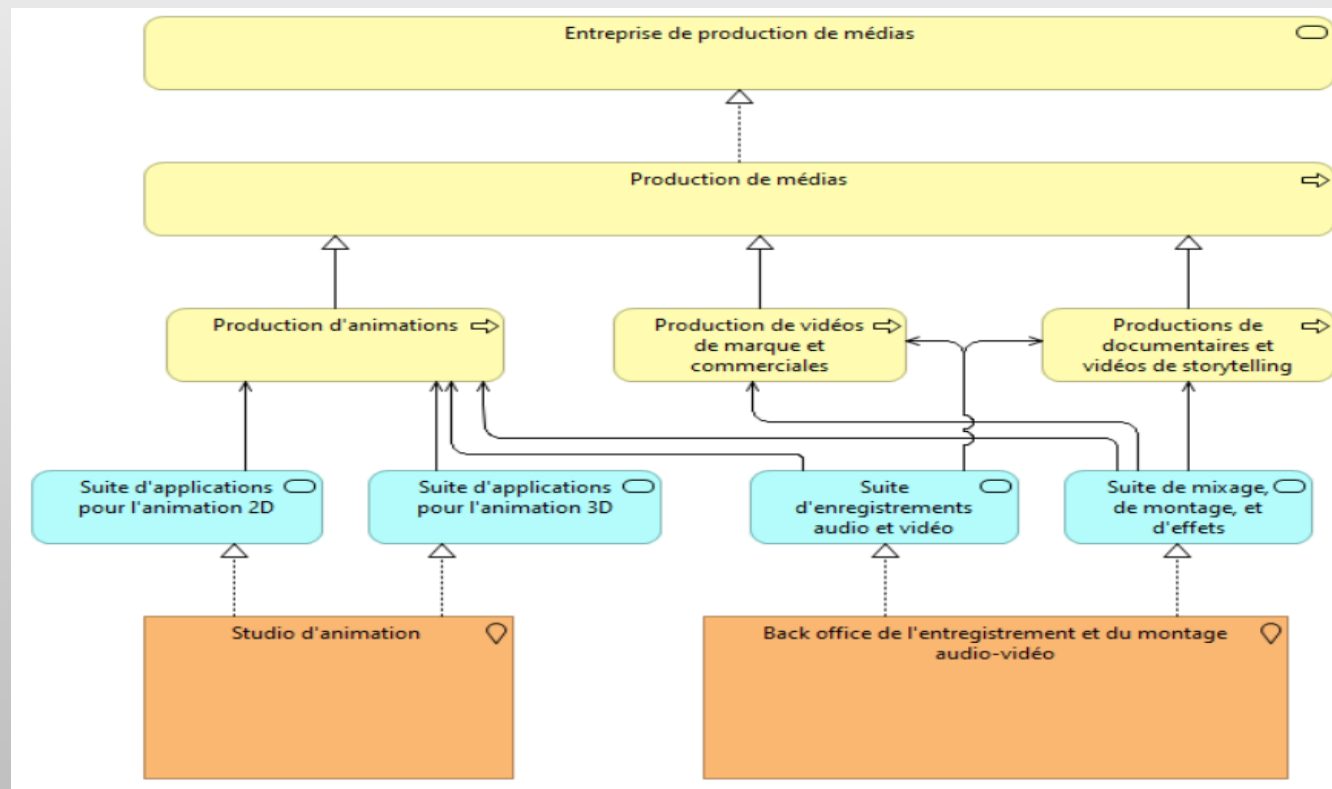 Entreprise de production de médias
Production de médias
Production d'animations
Production de vidéos
de marque et
commerciales
Productions de
documentaires et
vidéos de storytelling
Suite d'applications
pour l'animation 2D
Suite d'applications
pour l'animation 3D
Suite
d'enregistrements
audio et vidéo
Suite de mixage,
de montage, et
d'effets
Studio d'animation
Back office de l'entregistrement et du montage
audio-vidéo